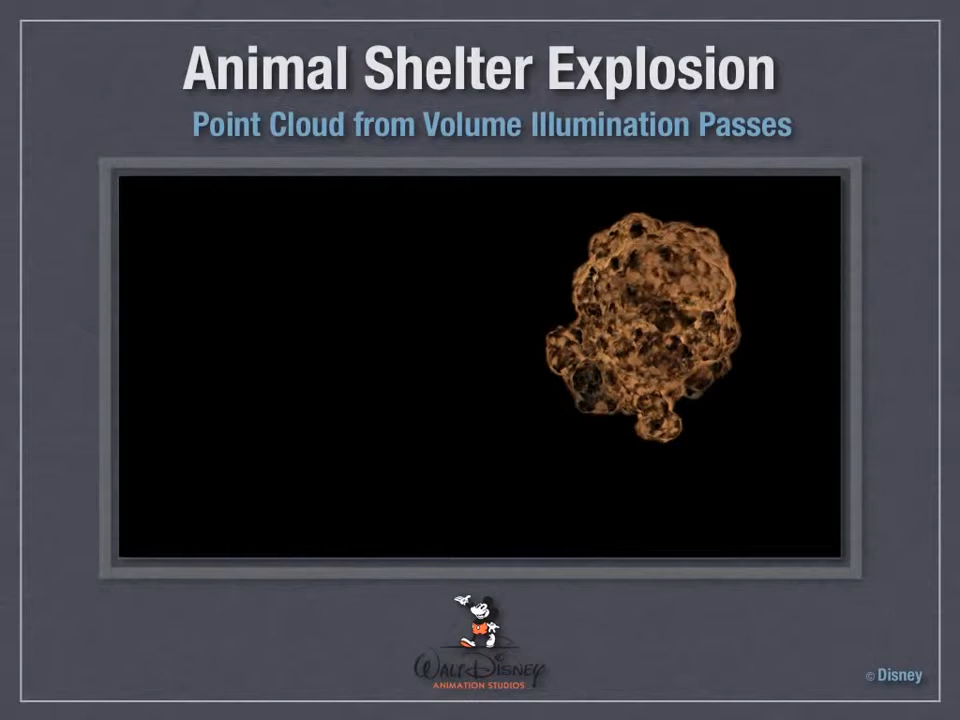 Animal Shelter Explosion
Point Cloud from Volume Illumination Passes
WALT DISNEY
ANIMATION STUDIOS
© Disney